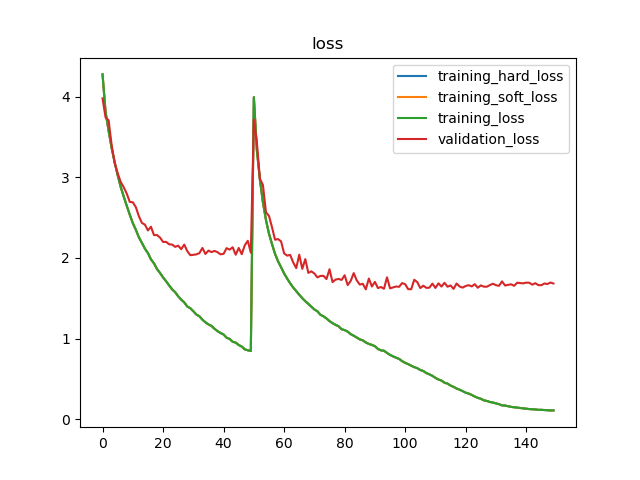 loss
training_hard_loss
training_soft_loss
training_loss
validation_loss
4
3
2
1
0
0 20 40 60 80 100 120 140